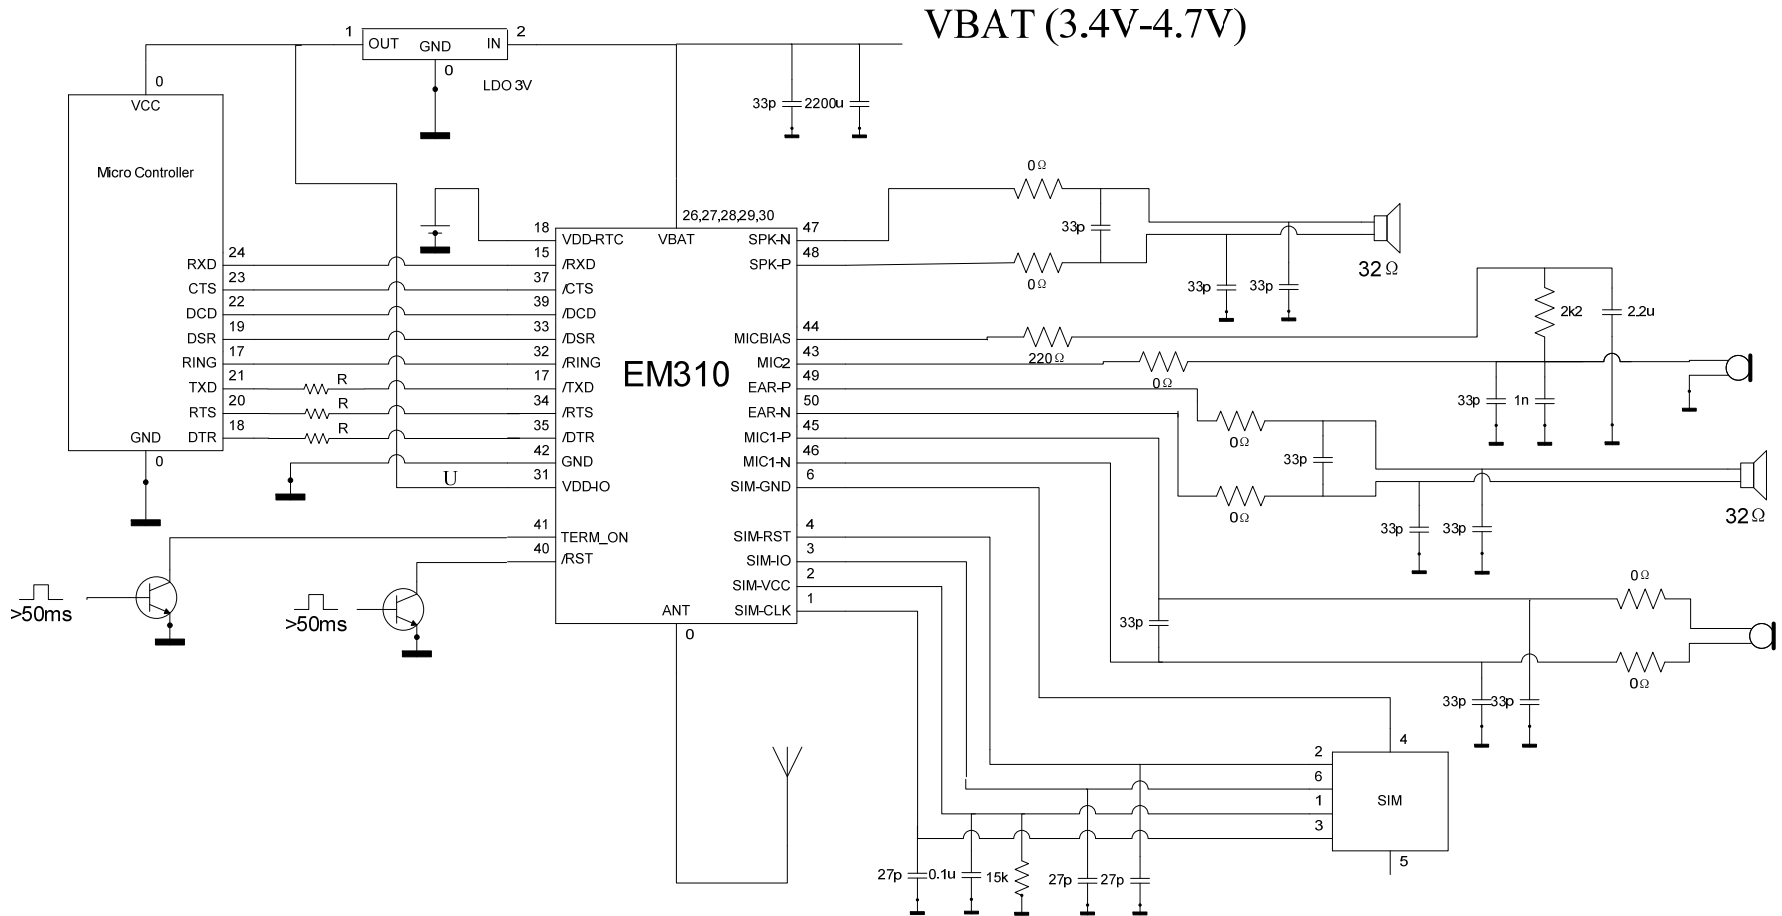 VBAT (3.4V-4.7V)
1 OUT GND IN 2
0
LDO 3V
0
VCC
33p 2200u
Micro Controller
0Ω
33p
0Ω
33p 33p
32Ω
26,27,28,29,30
18 VDD-RTC VBAT SPK-N 47
RXD 24 15 /RXD SPK-P 48
CTS 23 37 /CTS
DCD 22 39 /DCD
DSR 19 33 /DSR MICBIAS 44
RING 17 32 /RING MIC2 43
TXD 21 R 17 /TXD EAR-P 49
RTS 20 R 34 /RTS EAR-N 50
GND DTR 18 R 35 /DTR MIC1-P 45
0 42 GND MIC1-N 46
U 31 VDD-IO SIM-GND 6
EM310
220Ω
0Ω
2k2 2.2u
33p 1n
0Ω
33p
0Ω
33p 33p
32Ω
41 TERM_ON SIM-RST 4
40 /RST SIM-IO 3
SIM-VCC 2
ANT SIM-CLK 1
0
>50ms
>50ms
33p
0Ω
0Ω
33p 33p
4
2
6
1
3
SIM
5
27p 0.1u 15k 27p 27p